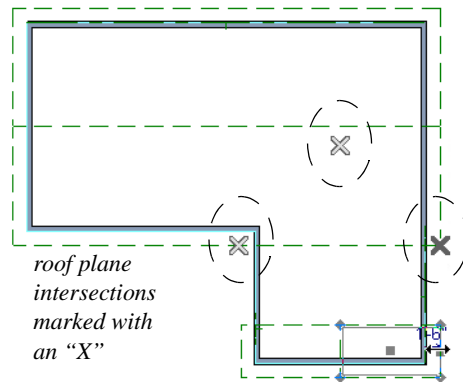 roof plane
intersections
marked with
an “X”